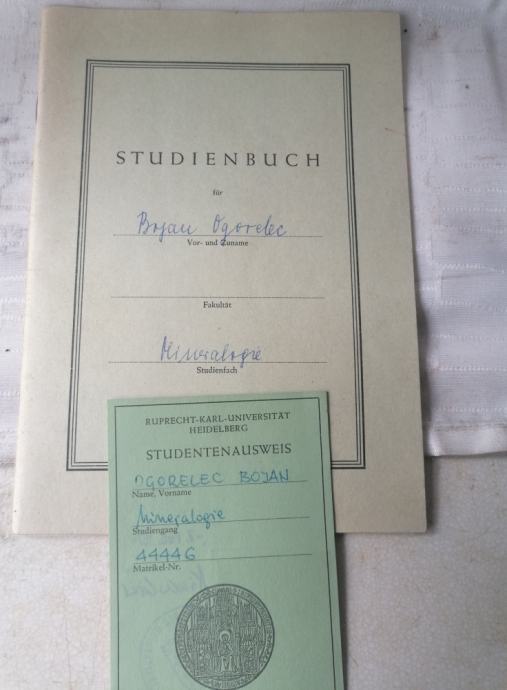 STUDIENBUCH
für
Bojan Ogorelec
Vor- und Zuname
Fakultät
Mineralogie
Studienfach
RUPRECHT-KARL-UNIVERSITÄT
HEIDELBERG
STUDENTENAUSWEIS
OGORELEC BOJAN
Name, Vorname
Mineralogie
Studiengang
44446
Matrikel-Nr.